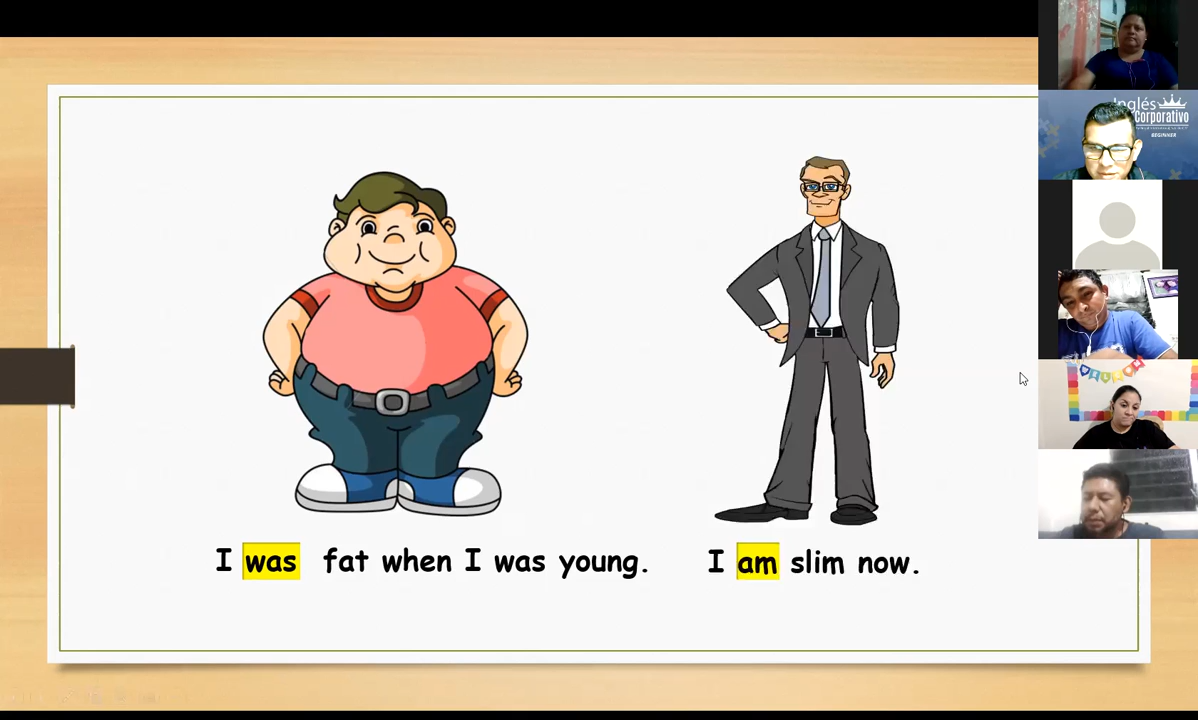 I was fat when I was young.
I am slim now.
Inglés
Corporativo
BEGINNER